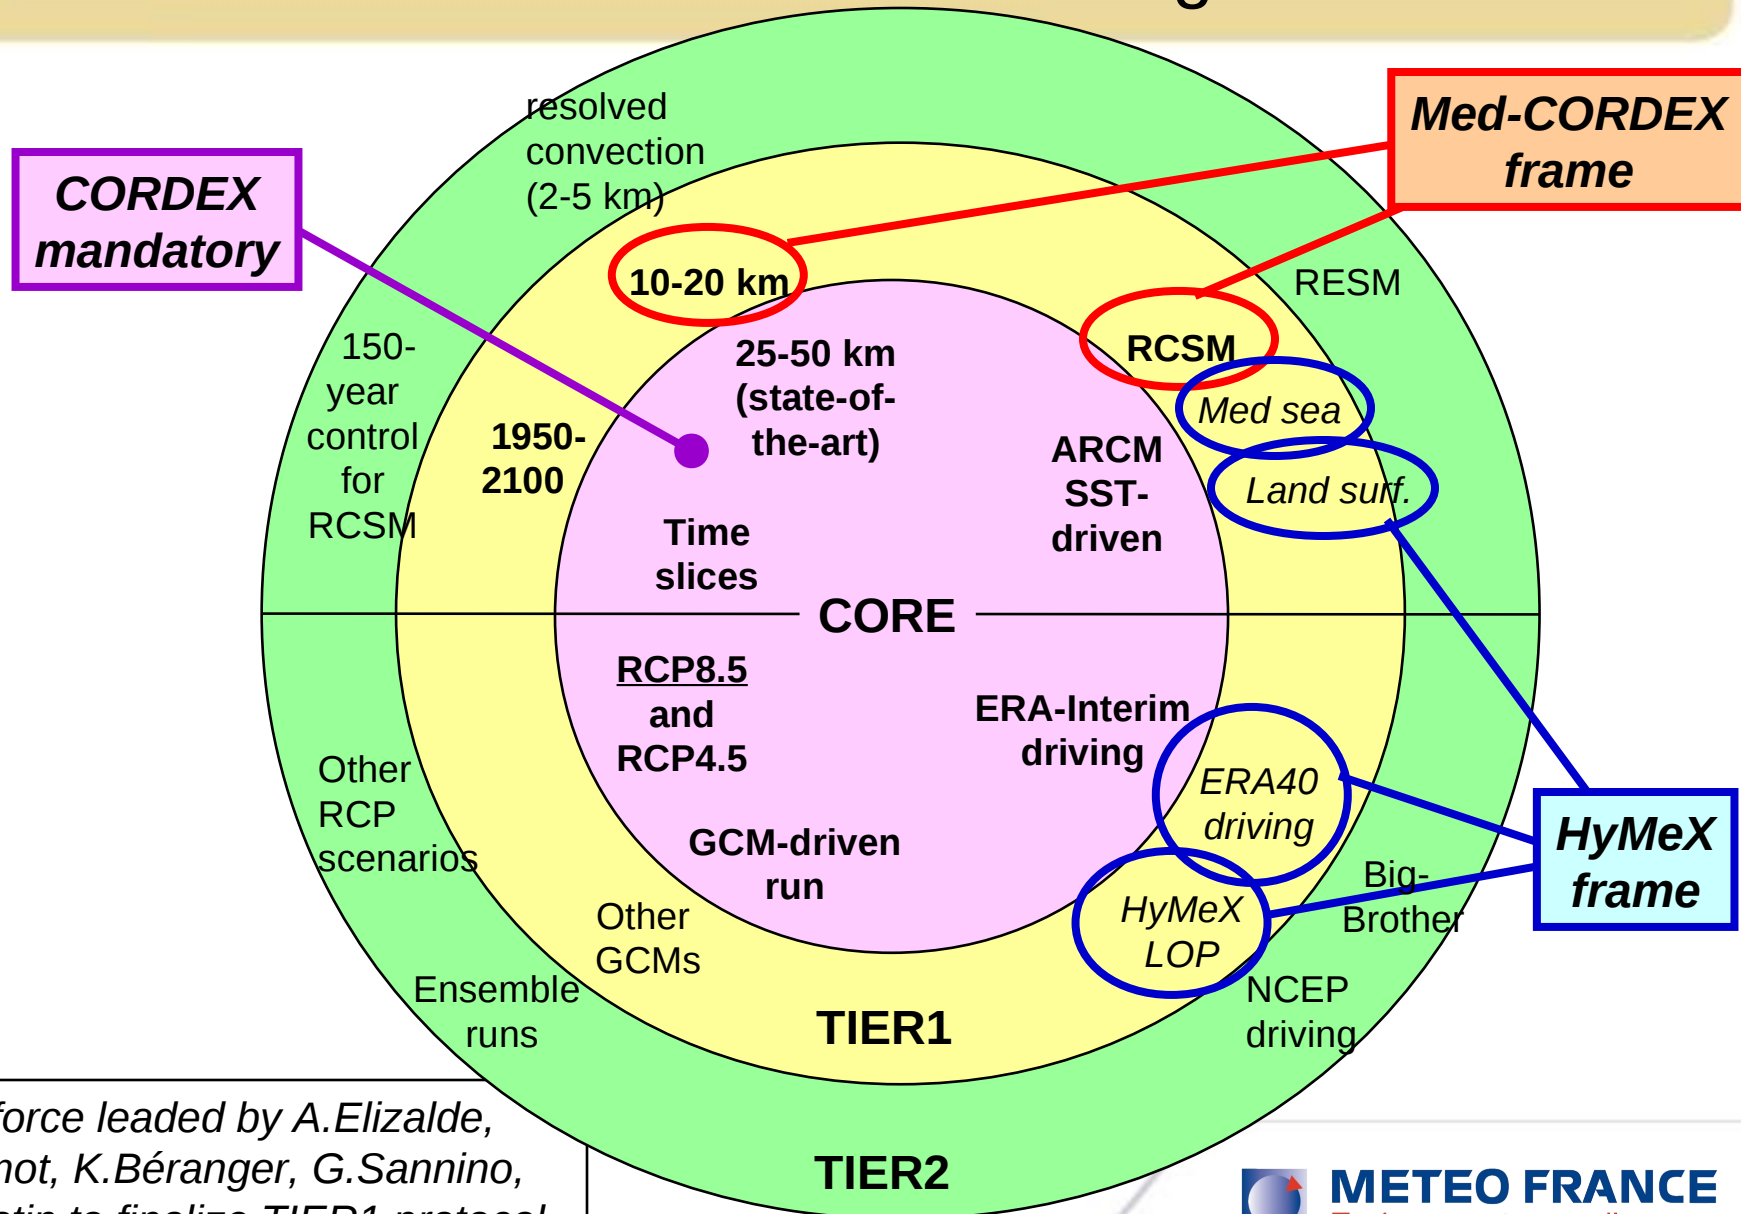 resolved
convection
(2-5 km)
Med-CORDEX
frame
CORDEX
mandatory
10-20 km
RESM
RCSM
150-
year
control
for
RCSM
25-50 km
(state-of-
the-art)
Med sea
1950-
2100
ARCM
SST-
driven
Land surf.
Time
slices
CORE
RCP8.5
and
RCP4.5
ERA-Interim
driving
ERA40
driving
Other
RCP
scenarios
GCM-driven
run
HyMeX
frame
Big-
Brother
HyMeX
LOP
Other
GCMs
Ensemble
runs
NCEP
driving
TIER1
TIER2
force leaded by A.Elizalde,
K.Béranger, G.Sannino,
to finalize TIER1 protocol
METEO FRANCE